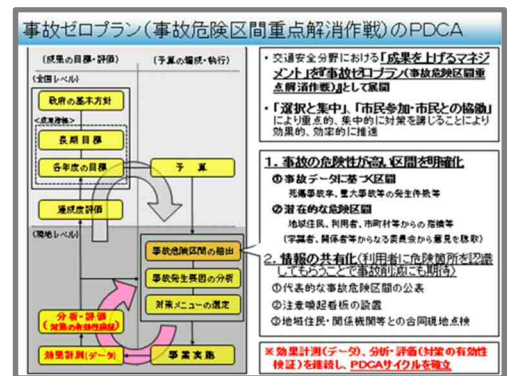 事故ゼロプラン(事故危険区間重点解消作戦)のPDCA
(成果の目標・評価)
(予算の編成・執行)
(全国レベル)
政府の基本方針
<成果指標>
長期目標
各年度の目標
達成度評価
予算
(現地レベル)
事故危険区間の抽出
事故発生要因の分析
対策メニューの選定
分析・評価
(対策の有効性検証)
効果計測(データ)
事業実施
・交通安全分野における「成果を上げるマネジ
メント」を『事故ゼロプラン(事故危険区間重
点解消作戦)』として展開
・「選択と集中」、「市民参加・市民との協働」
により重点的、集中的に対策を講じることにより
効果的、効率的に推進
1. 事故の危険性が高い区間を明確化
①事故データに基づく区間
死傷事故率、重大事故等の発生件数等
②潜在的な危険区間
地域住民、利用者、市町村等からの指摘等
(学識者、関係者等からなる委員会から意見を聴取)
2. 情報の共有化(利用者に危険箇所を認識
してもらうことで事故削減にも期待)
①代表的な事故危険区間の公表
②注意喚起看板の設置
③地域住民・関係機関等との合同現地点検
※効果計測(データ)、分析・評価(対策の有効性
検証)を継続し、PDCAサイクルを確立